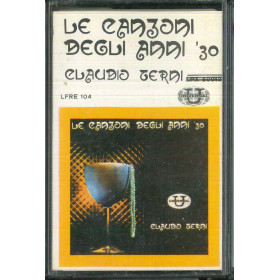 LE CANZONI
DEGLI ANNI '30
CLAUDIO TERNI
LFRE 104
LE CANZONI DEGLI ANNI '30
CLAUDIO TERNI